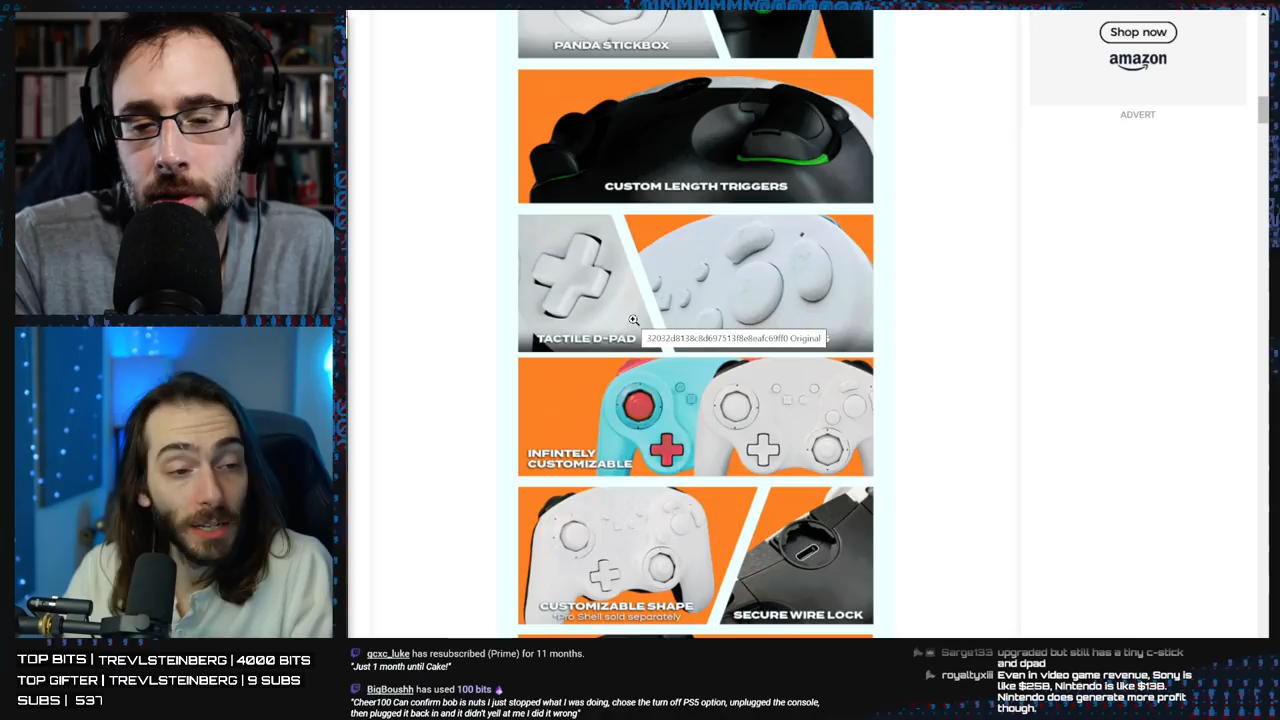 PANDA STICKBOX
Shop now
amazon
ADVERT
CUSTOM LENGTH TRIGGERS
TACTILE D-PAD
32032d8138c8d697513f8e8eafc69ff0 Original
INFINTELY
CUSTOMIZABLE
CUSTOMIZABLE SHAPE
*Pro Shell sold separately
SECURE WIRE LOCK
TOP BITS | TREVLSTEINBERG | 4000 BITS
TOP GIFTER | TREVLSTEINBERG | 9 SUBS
SUBS | 537
gcxc_luke has resubscribed (Prime) for 11 months.
"Just 1 month until Cake!"
BigBoushh has used 100 bits
"Cheer100 Can confirm bob is nuts I just stopped what I was doing, chose the turn off PS5 option, unplugged the console,
then plugged it back in and it didn't yell at me I did it wrong"
Sarge133 upgraded but still has a tiny c-stick
and dpad
royaltyxiii Even in video game revenue, Sony is
like $25B, Nintendo is like $13B.
Nintendo does generate more profit
though.